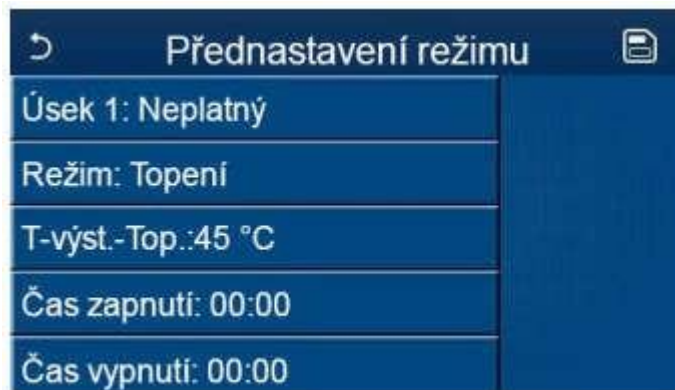 Přednastavení režimu
Úsek 1: Neplatný
Režim: Topení
T-výst.-Top.:45 °C
Čas zapnutí: 00:00
Čas vypnutí: 00:00